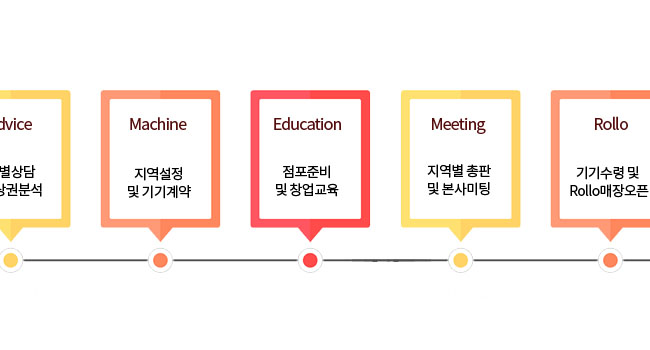 dvice
별상담
상권분석
Machine
지역설정
및 기기계약
Education
점포준비
및 창업교육
Meeting
지역별 총판
및 본사미팅
Rollo
기기수령 및
Rollo매장오픈